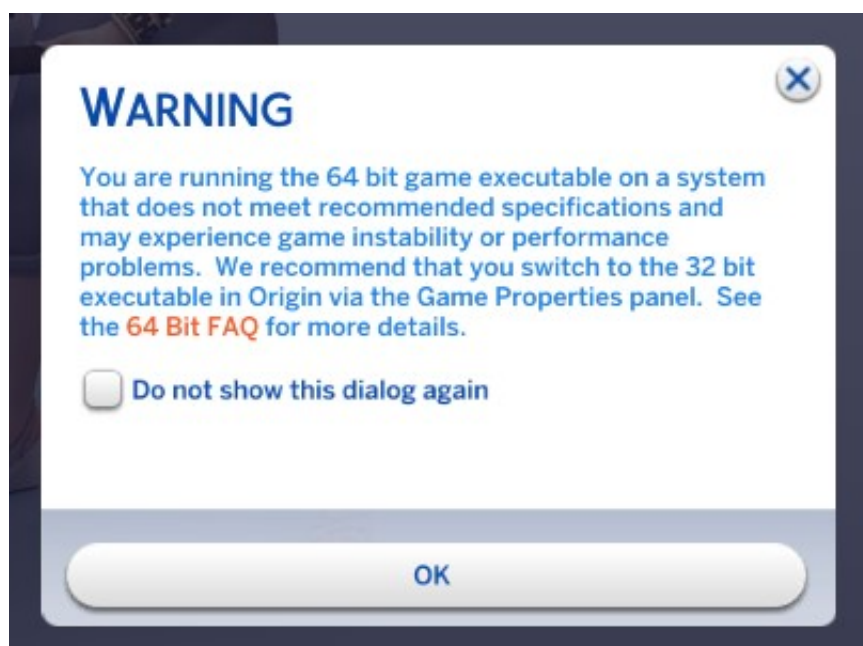 WARNING
You are running the 64 bit game executable on a system
that does not meet recommended specifications and
may experience game instability or performance
problems.  We recommend that you switch to the 32 bit
executable in Origin via the Game Properties panel.  See
the 64 Bit FAQ for more details.
Do not show this dialog again
OK